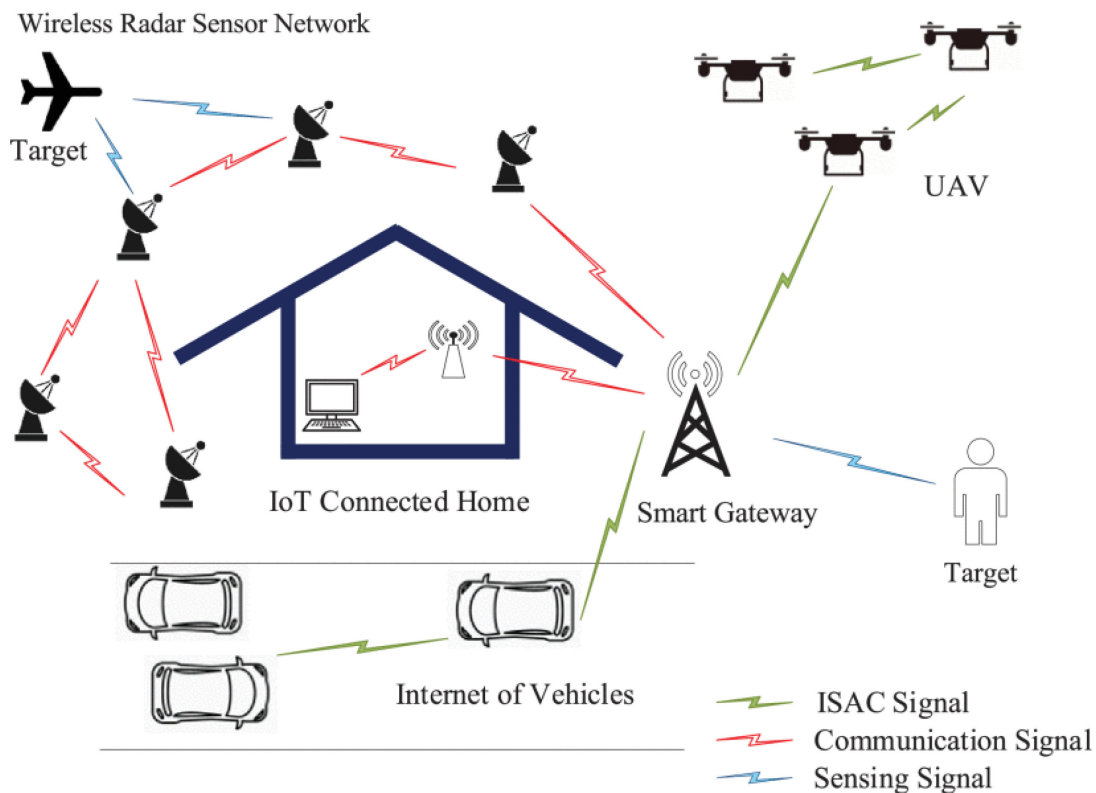 Wireless Radar Sensor Network
Target
UAV
IoT Connected Home
Smart Gateway
Target
Internet of Vehicles
ISAC Signal
Communication Signal
Sensing Signal